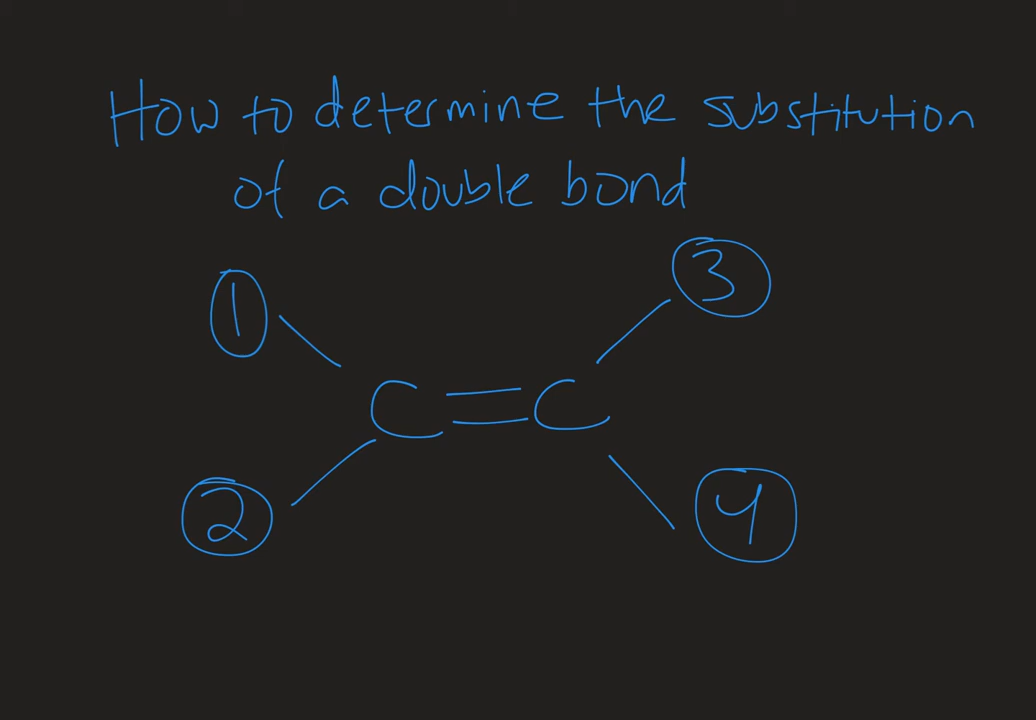 How to determine the substitution
of a double bond
1 3
C=C
2 4